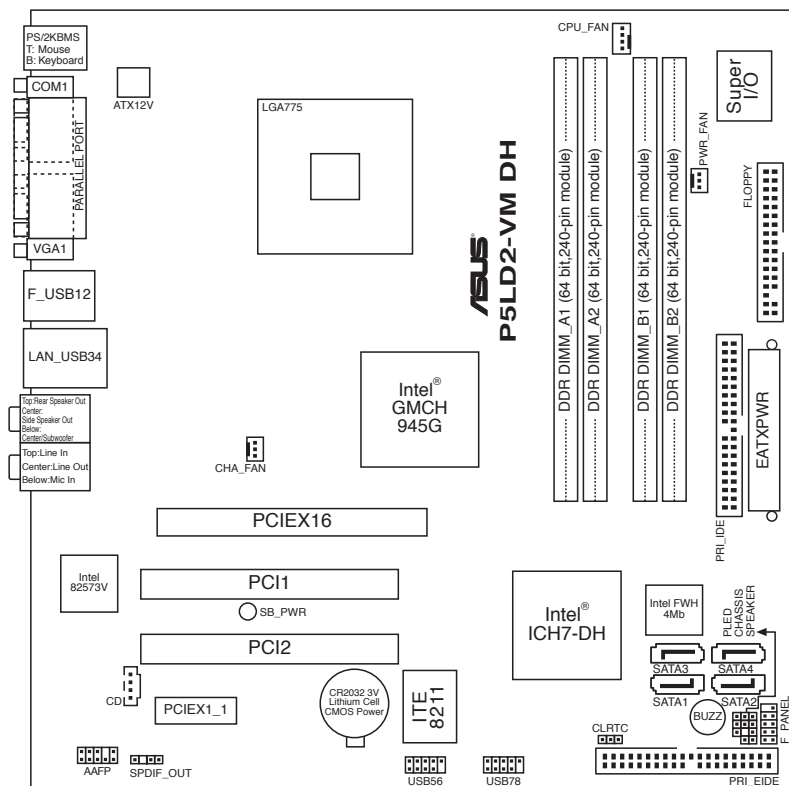 PS/2KBMS
T: Mouse
B: Keyboard
CPU_FAN
COM1
ATX12V
PARALLEL PORT
LGA775
Super
I/O
PWR_FAN
FLOPPY
VGA1
F_USB12
LAN_USB34
ASUS®
P5LD2-VM DH
DDR DIMM_A1 (64 bit,240-pin module)
DDR DIMM_A2 (64 bit,240-pin module)
DDR DIMM_B1 (64 bit,240-pin module)
DDR DIMM_B2 (64 bit,240-pin module)
Intel®
GMCH
945G
EATXPWR
PRI_IDE
Top:Rear Speaker Out
Center:
Side Speaker Out
Below:
Center/Subwoofer
Top:Line In
Center:Line Out
Below:Mic In
CHA_FAN
PCIEX16
Intel
82573V
PCI1
SB_PWR
PCI2
Intel®
ICH7-DH
Intel FWH
4Mb
PLED
CHASSIS
SPEAKER
SATA3
SATA4
SATA1
SATA2
CD
PCIEX1_1
CR2032 3V
Lithium Cell
CMOS Power
ITE
8211
BUZZ
F_PANEL
CLRTC
AAFP
SPDIF_OUT
USB56
USB78
PRI_EIDE